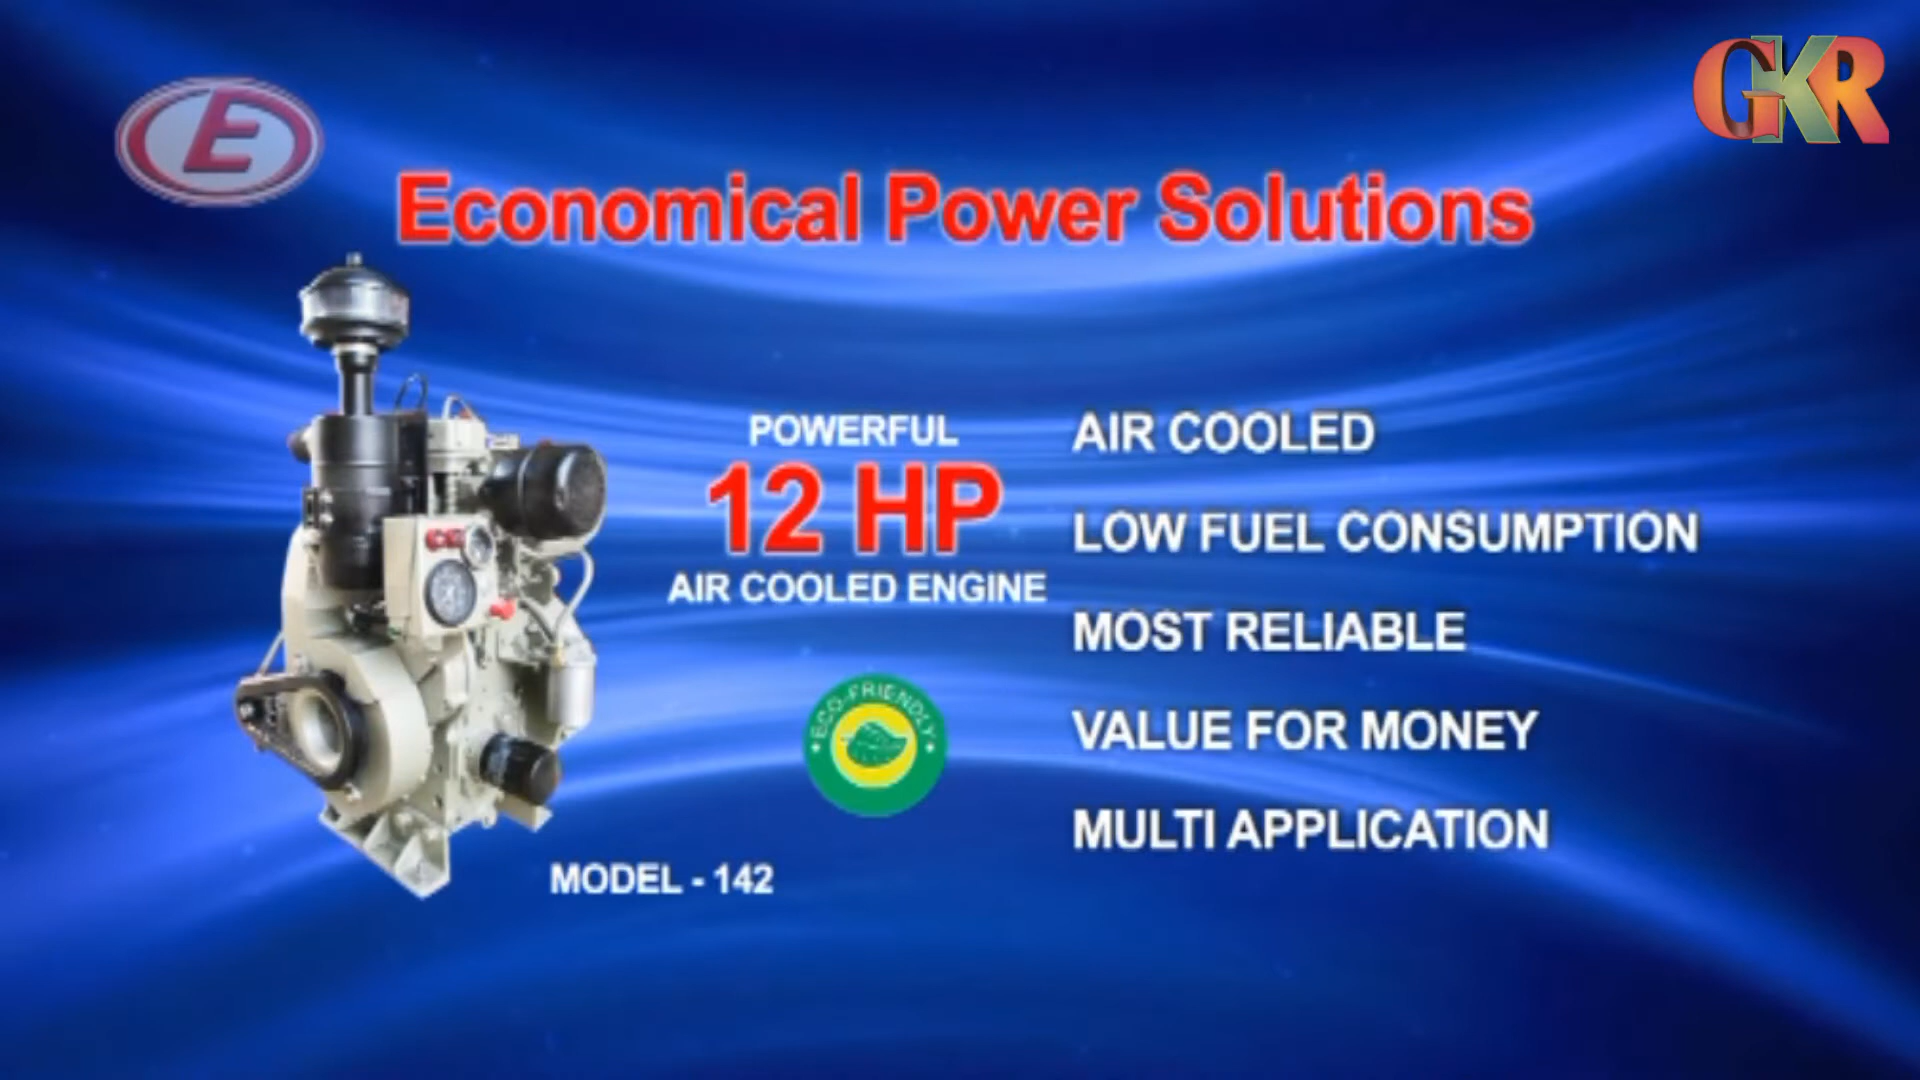 GKR
E
Economical Power Solutions
POWERFUL
12 HP
AIR COOLED ENGINE
ECO-FRIENDLY
MODEL - 142
AIR COOLED
LOW FUEL CONSUMPTION
MOST RELIABLE
VALUE FOR MONEY
MULTI APPLICATION